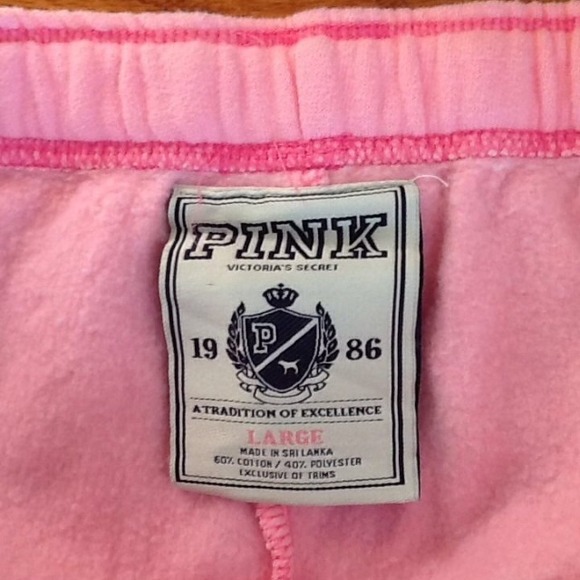 PINK
VICTORIA'S SECRET
P
19 86
A TRADITION OF EXCELLENCE
LARGE
MADE IN SRI LANKA
60% COTTON / 40% POLYESTER
EXCLUSIVE OF TRIMS